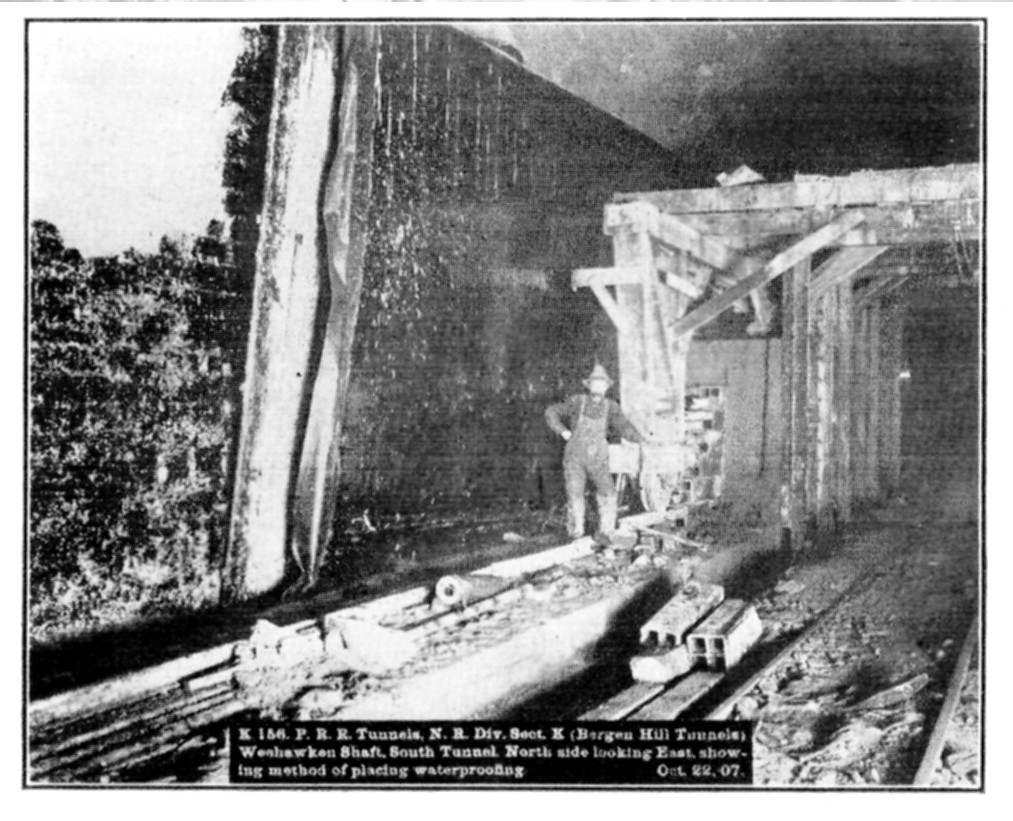 K 156. P. R. R. Tunnels, N. R. Div. Sect. K (Bergen Hill Tunnels)
Weehawken Shaft, South Tunnel. North side looking East, show-
ing method of placing waterproofing. Oct. 22, 07.